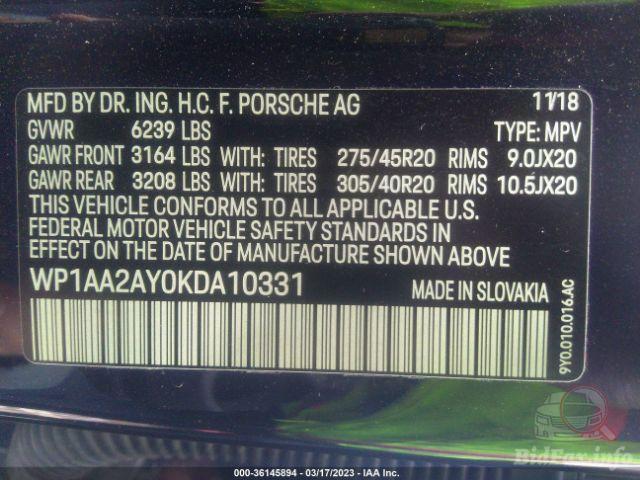 MFD BY DR. ING. H.C. F. PORSCHE AG 11/18
GVWR 6239 LBS TYPE: MPV
GAWR FRONT 3164 LBS WITH: TIRES 275/45R20 RIMS 9.0JX20
GAWR REAR 3208 LBS WITH: TIRES 305/40R20 RIMS 10.5JX20
THIS VEHICLE CONFORMS TO ALL APPLICABLE U.S.
FEDERAL MOTOR VEHICLE SAFETY STANDARDS IN
EFFECT ON THE DATE OF MANUFACTURE SHOWN ABOVE
WP1AA2AY0KDA10331 MADE IN SLOVAKIA
9Y0.010.016.AC
BidFax.info
000-36145894 - 03/17/2023 - IAA Inc.